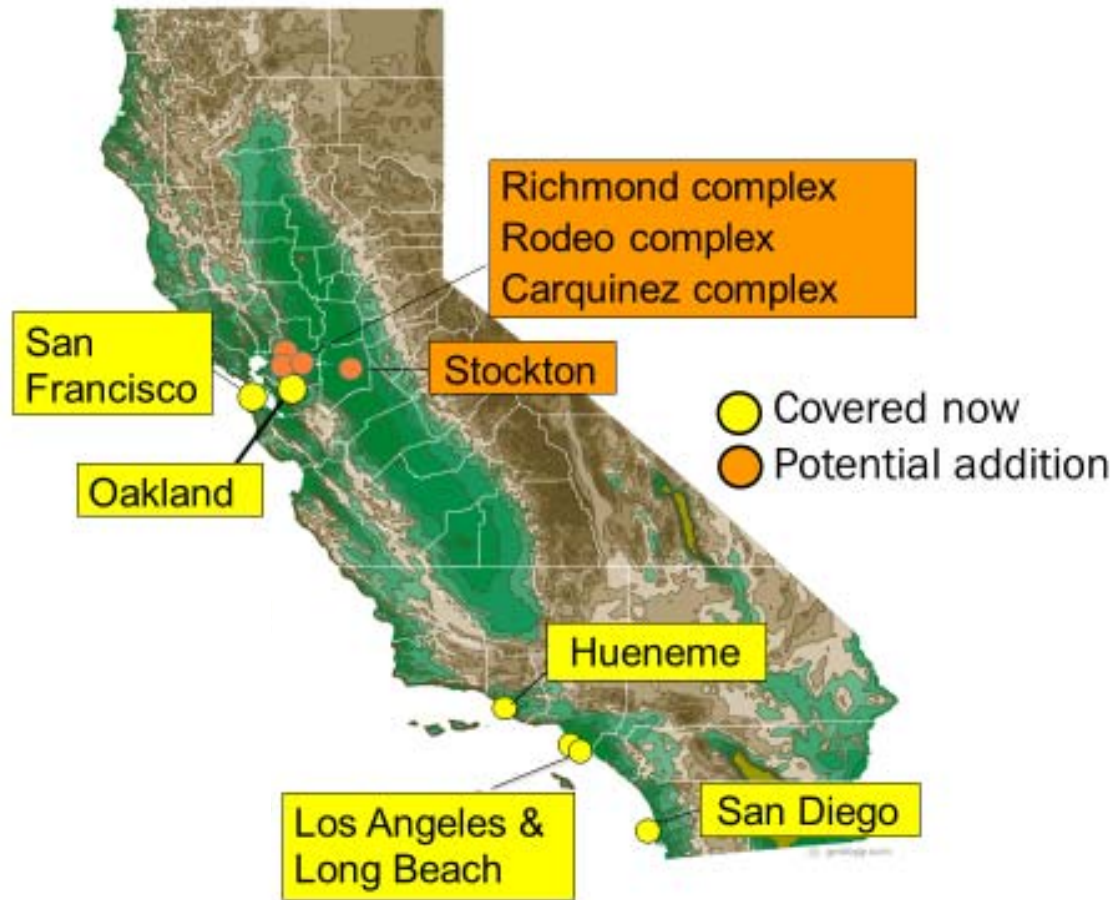 Richmond complex
Rodeo complex
Carquinez complex
San
Francisco
Stockton
Covered now
Potential addition
Oakland
Hueneme
Los Angeles &
Long Beach
San Diego